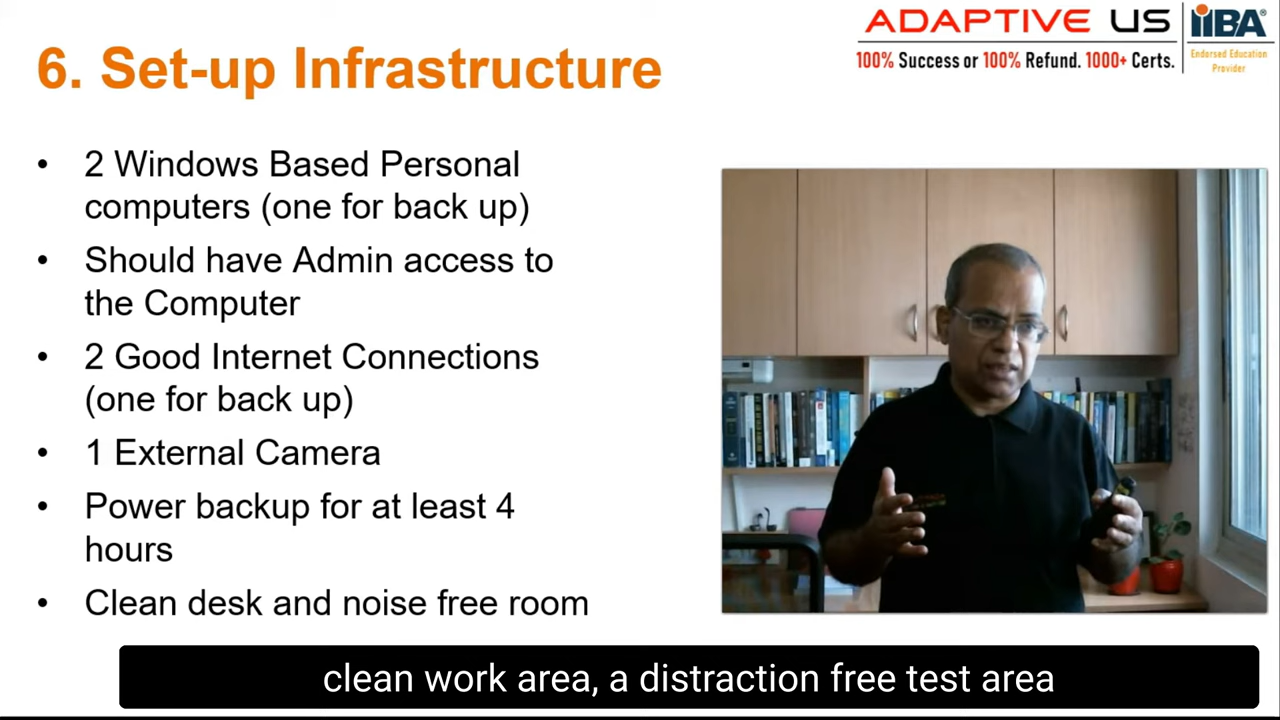 ADAPTIVE US
IIBA®
100% Success or 100% Refund. 1000+ Certs.
Endorsed Education
Provider
6. Set-up Infrastructure
• 2 Windows Based Personal
computers (one for back up)
• Should have Admin access to
the Computer
• 2 Good Internet Connections
(one for back up)
• 1 External Camera
• Power backup for at least 4
hours
• Clean desk and noise free room
clean work area, a distraction free test area